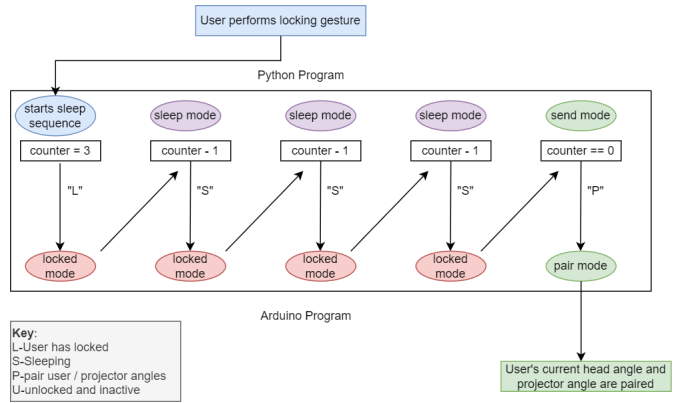 User performs locking gesture
Python Program
starts sleep
sequence
sleep mode
sleep mode
sleep mode
send mode
counter = 3
counter - 1
counter - 1
counter - 1
counter == 0
"L"
"S"
"S"
"S"
"P"
locked
mode
locked
mode
locked
mode
locked
mode
pair mode
Arduino Program
Key:
L-User has locked
S-Sleeping
P-pair user / projector angles
U-unlocked and inactive
User's current head angle and
projector angle are paired